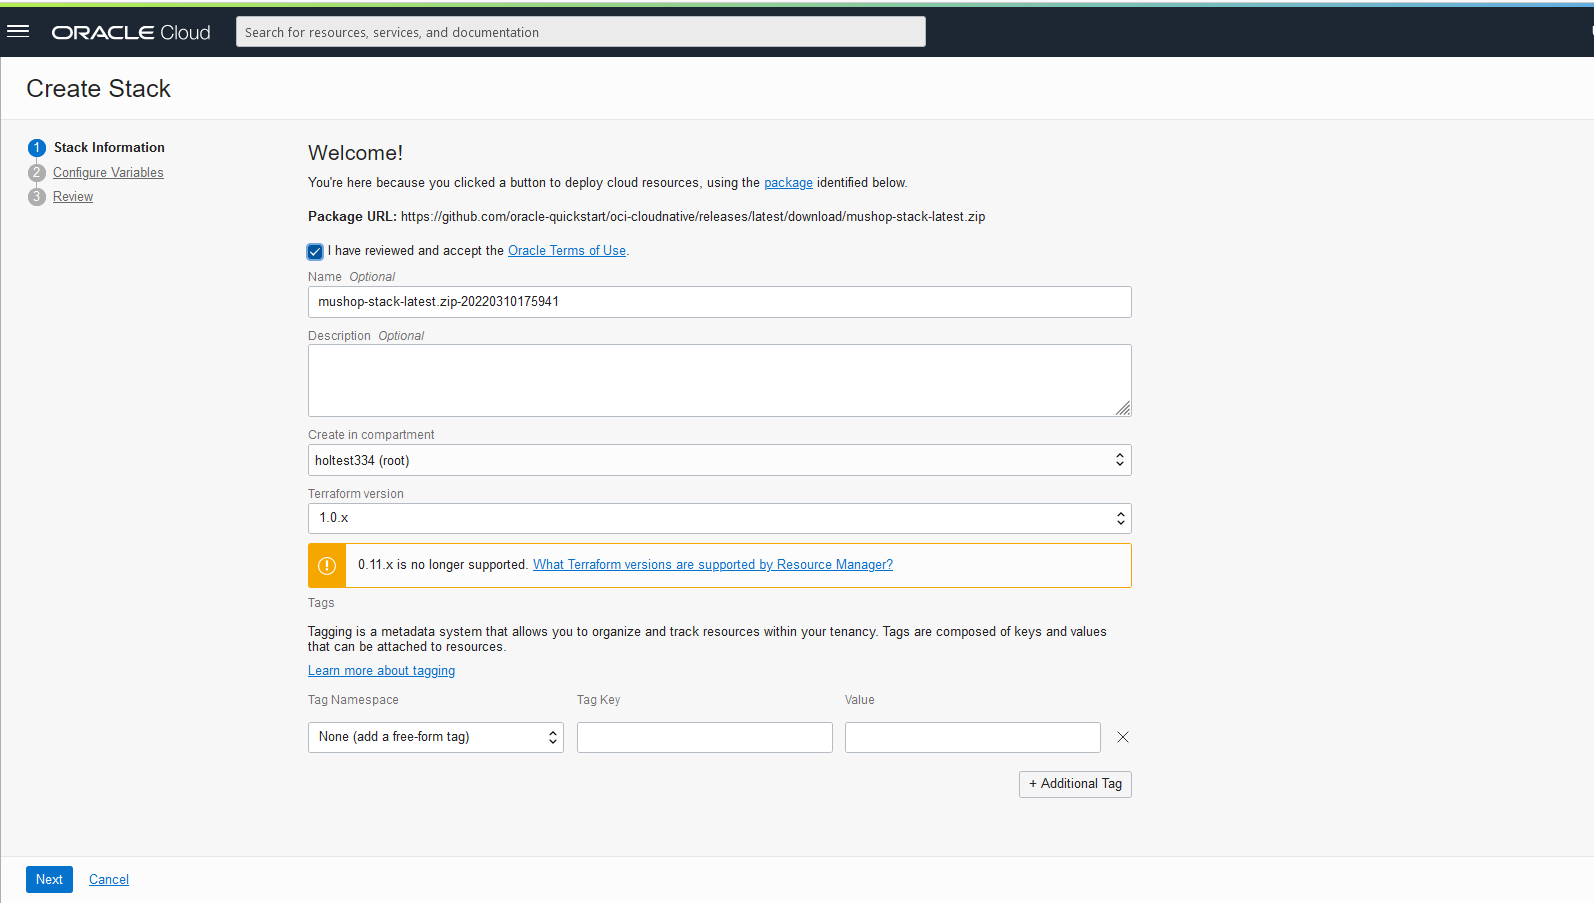 ORACLE Cloud
Search for resources, services, and documentation
Create Stack
1 Stack Information
2 Configure Variables
3 Review
Welcome!
You're here because you clicked a button to deploy cloud resources, using the package identified below.
Package URL: https://github.com/oracle-quickstart/oci-cloudnative/releases/latest/download/mushop-stack-latest.zip
I have reviewed and accept the Oracle Terms of Use.
Name Optional
mushop-stack-latest.zip-20220310175941
Description Optional
Create in compartment
holtest334 (root)
Terraform version
1.0.x
0.11.x is no longer supported. What Terraform versions are supported by Resource Manager?
Tags
Tagging is a metadata system that allows you to organize and track resources within your tenancy. Tags are composed of keys and values
that can be attached to resources.
Learn more about tagging
Tag Namespace Tag Key Value
None (add a free-form tag)
+ Additional Tag
Next Cancel